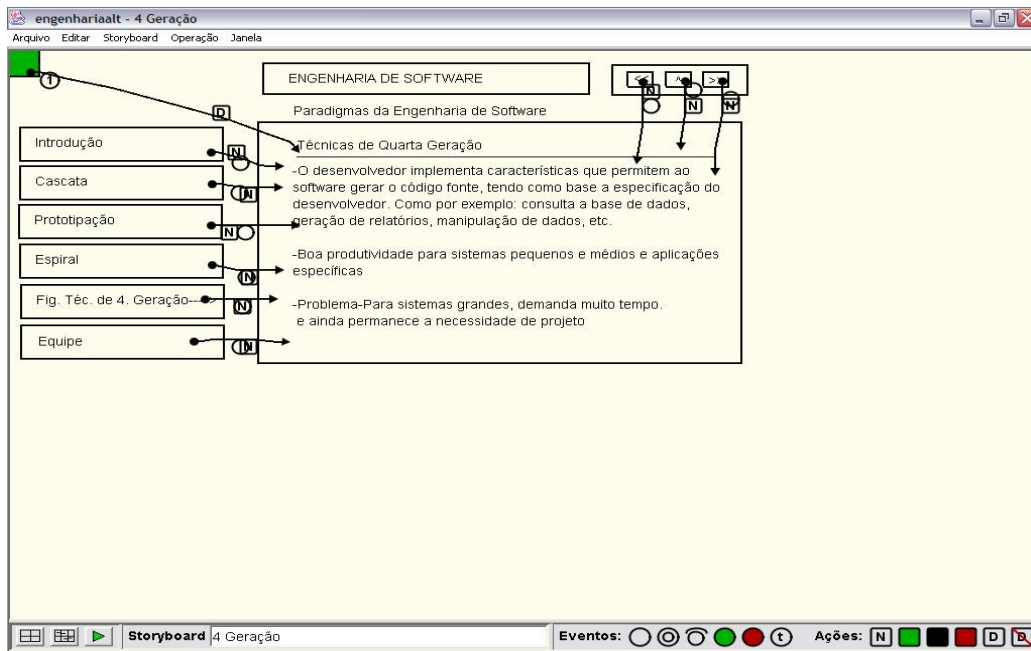 engenhariaalt - 4 Geração
Arquivo Editar Storyboard Operação Janela
1
ENGENHARIA DE SOFTWARE
<< ^ >>
N N N
D
Paradigmas da Engenharia de Software
Introdução
N
Cascata
N
Prototipação
N
Espiral
N
Fig. Téc. de 4. Geração---->
N
Equipe
N
Técnicas de Quarta Geração
-O desenvolvedor implementa características que permitem ao
software gerar o código fonte, tendo como base a especificação do
desenvolvedor. Como por exemplo: consulta a base de dados,
geração de relatórios, manipulação de dados, etc.
-Boa produtividade para sistemas pequenos e médios e aplicações
específicas
-Problema-Para sistemas grandes, demanda muito tempo.
e ainda permanece a necessidade de projeto
Storyboard 4 Geração Eventos: t Ações: N D D